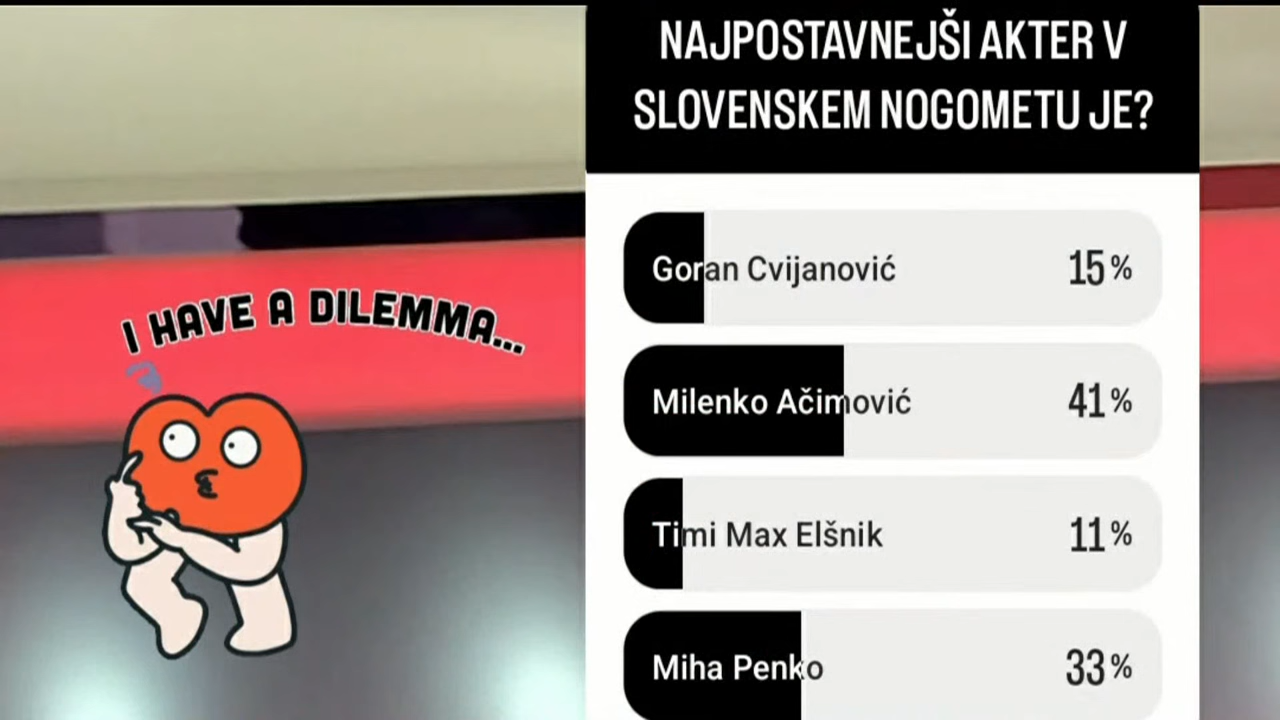 I HAVE A DILEMMA...
NAJPOSTAVNEJŠI AKTER V
SLOVENSKEM NOGOMETU JE?
Goran Cvijanović 15%
Milenko Ačimović 41%
Timi Max Elšnik 11%
Miha Penko 33%